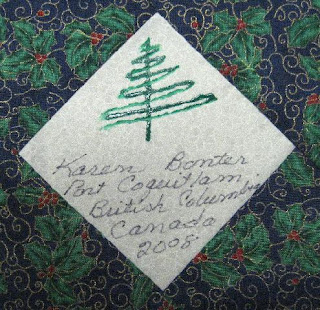 Karen Bonter
Port Coquitlam,
British Columbia
Canada
2008